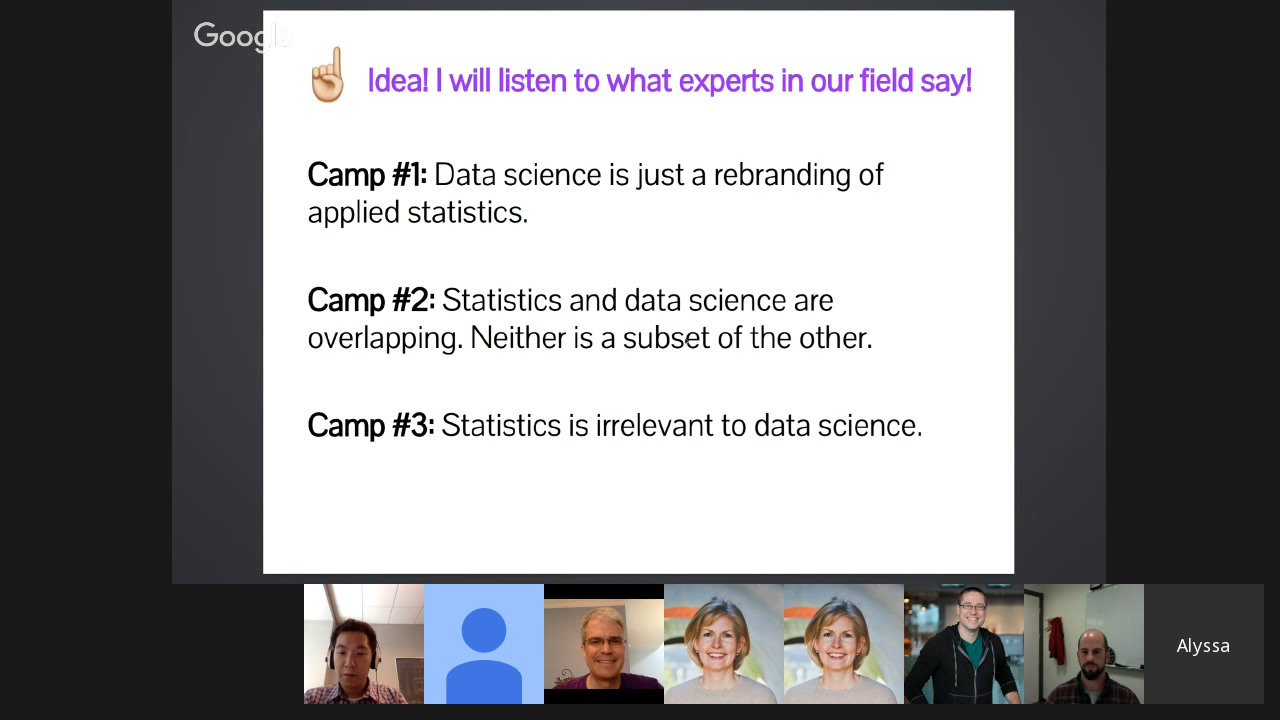 Google
Idea! I will listen to what experts in our field say!
Camp #1: Data science is just a rebranding of
applied statistics.
Camp #2: Statistics and data science are
overlapping. Neither is a subset of the other.
Camp #3: Statistics is irrelevant to data science.
Alyssa